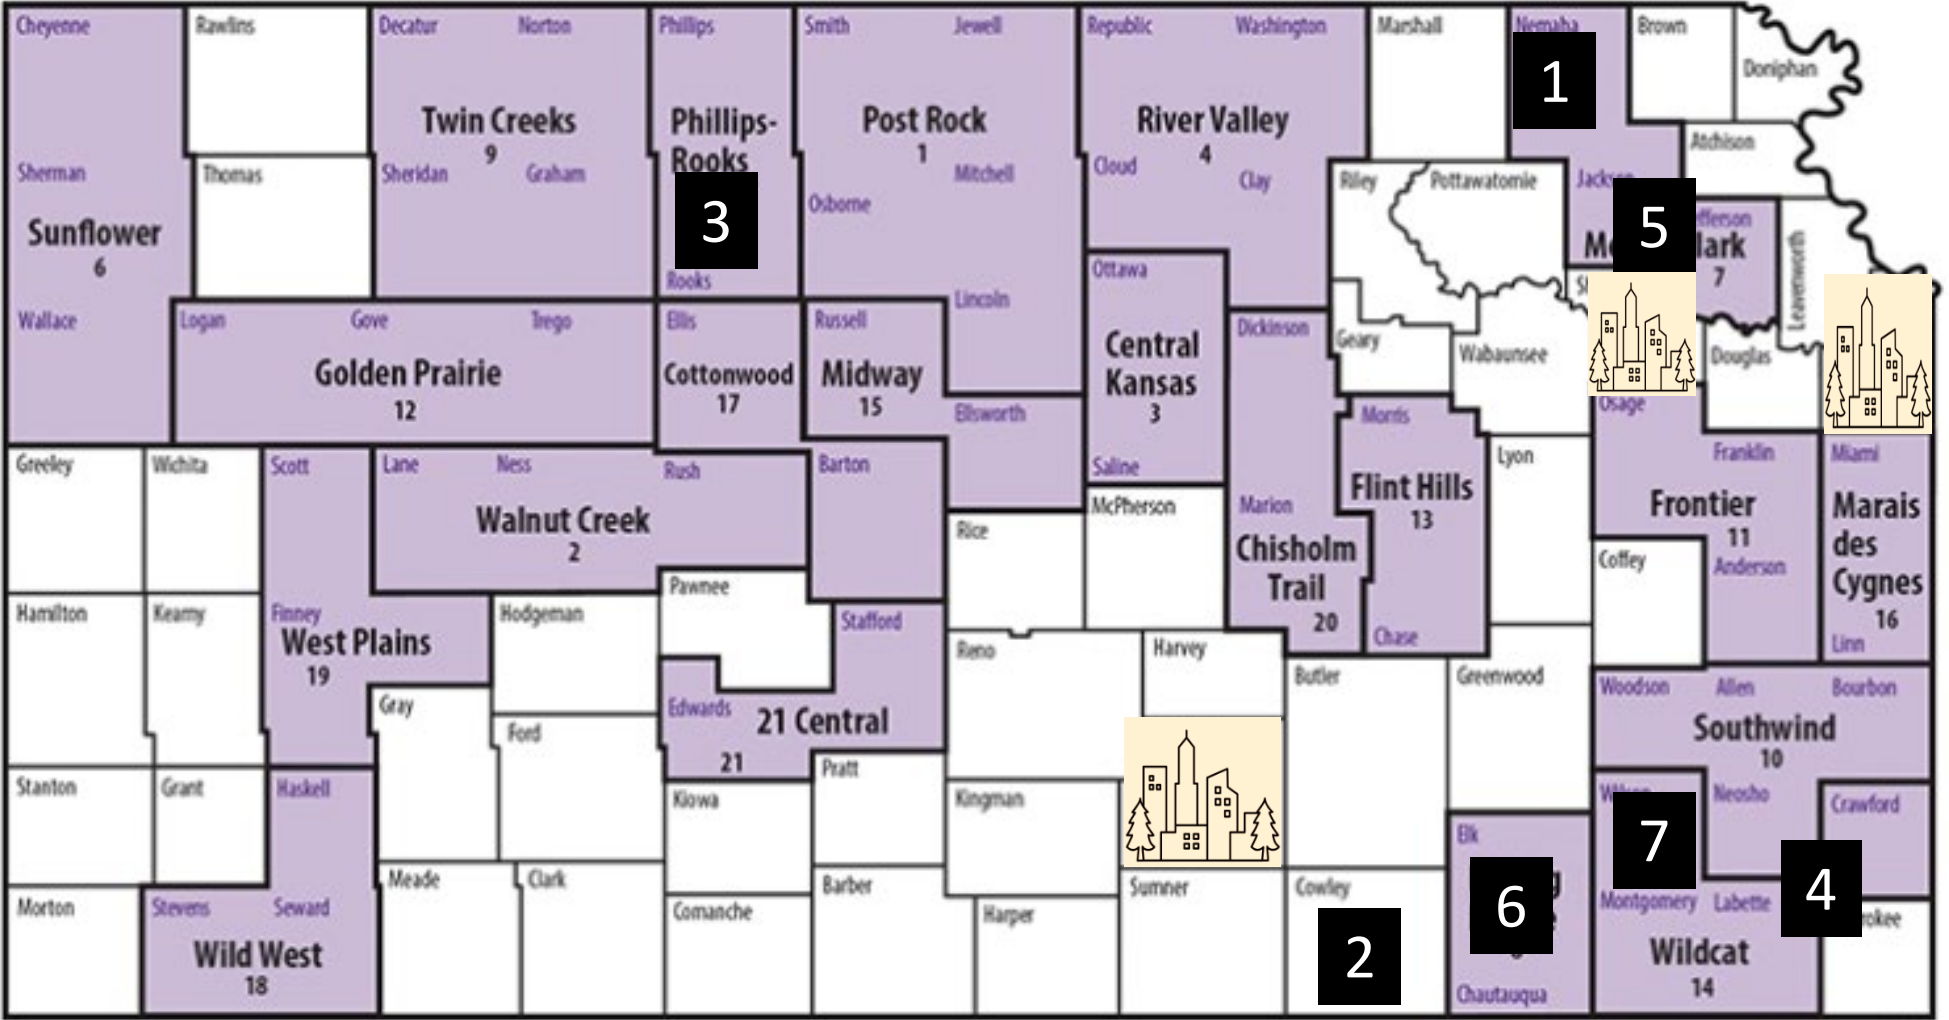 Cheyenne
Rawlins
Decatur
Norton
Phillips
Smith
Jewell
Republic
Washington
Marshall
Nemaha
Brown
Doniphan
1
Twin Creeks
9
Phillips-
Rooks
Post Rock
1
River Valley
4
Atchison
Sherman
Thomas
Sheridan
Graham
Mitchell
Cloud
Clay
Riley
Pottawatomie
Osborne
3
5
7
Sunflower
6
Rooks
Lincoln
Ottawa
Leavenworth
Wallace
Logan
Gove
Trego
Ellis
Russell
Dickinson
Geary
Wabaunsee
Douglas
Golden Prairie
12
Cottonwood
17
Midway
15
Central
Kansas
3
Ellsworth
Morris
Osage
Greeley
Wichita
Scott
Lane
Ness
Rush
Barton
Saline
Lyon
Franklin
Miami
Walnut Creek
2
McPherson
Marion
Flint Hills
13
Frontier
11
Marais
des
Cygnes
16
Rice
Chisholm
Trail
20
Coffey
Anderson
Pawnee
Hamilton
Kearny
Finney
West Plains
19
Hodgeman
Stafford
Reno
Harvey
Chase
Linn
Butler
Greenwood
Woodson
Allen
Bourbon
Gray
Ford
Edwards
21 Central
21
Southwind
10
Stanton
Grant
Haskell
Kiowa
Pratt
Kingman
Neosho
Crawford
Elk
7
4
6
Meade
Clark
Barber
Sumner
Cowley
2
Morton
Stevens
Seward
Comanche
Harper
Montgomery
Labette
rokee
Wild West
18
Wildcat
14
Chautauqua